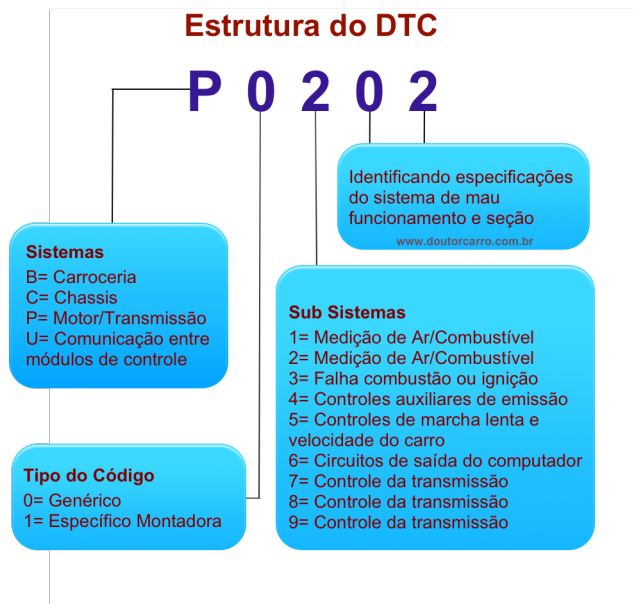 Estrutura do DTC
P 0 2 0 2
Identificando especificações
do sistema de mau
funcionamento e seção
www.doutorcarro.com.br
Sistemas
B= Carroceria
C= Chassis
P= Motor/Transmissão
U= Comunicação entre
módulos de controle
Sub Sistemas
1= Medição de Ar/Combustível
2= Medição de Ar/Combustível
3= Falha combustão ou ignição
4= Controles auxiliares de emissão
5= Controles de marcha lenta e
velocidade do carro
6= Circuitos de saída do computador
7= Controle da transmissão
8= Controle da transmissão
9= Controle da transmissão
Tipo do Código
0= Genérico
1= Específico Montadora